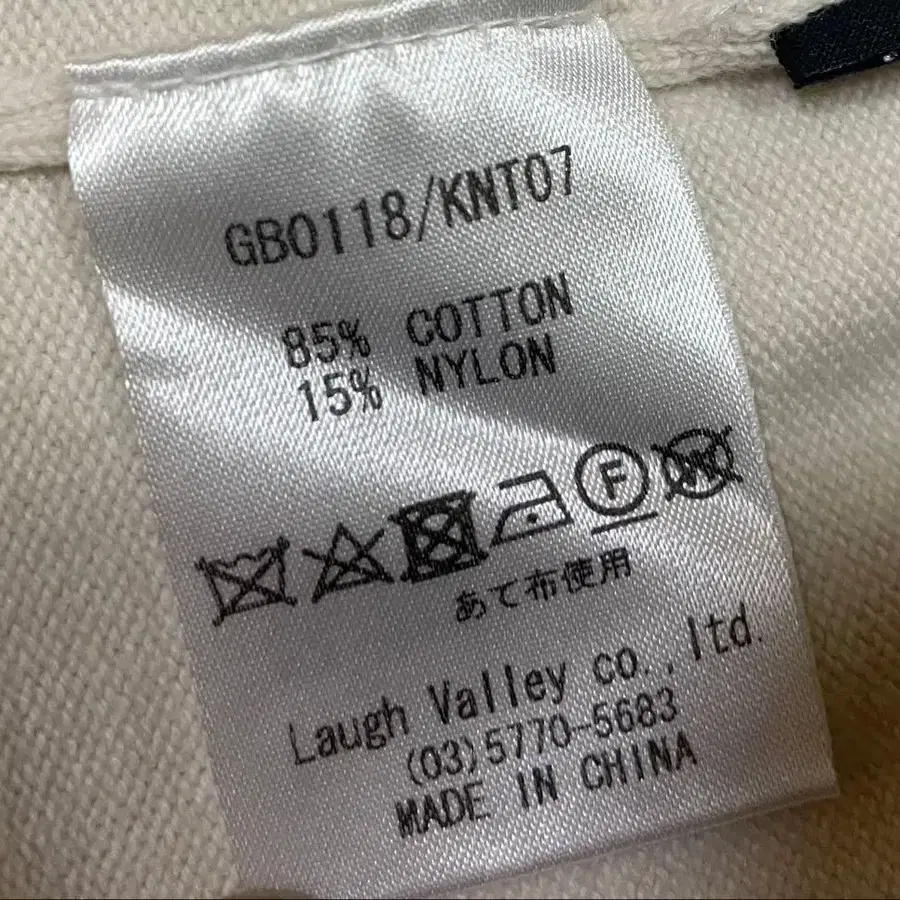 GB0118/KNT07
85% COTTON
15% NYLON
F W
あて布使用
Laugh Valley co.,ltd.
(03)5770-5683
MADE IN CHINA